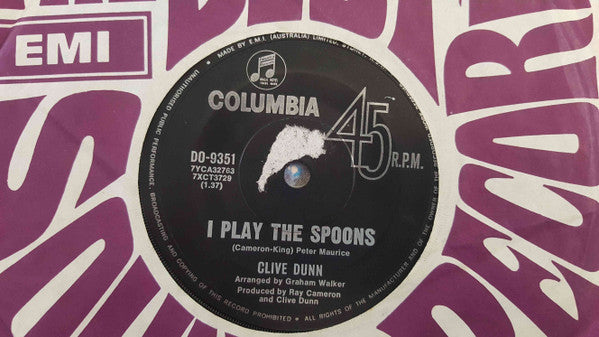 EMI
MADE BY E.M.I. (AUSTRALIA) LIMITED,
COLUMBIA
45
R.P.M.
DO-9351
7YCA32763
7XCT3729
(1.37)
I PLAY THE SPOONS
(Cameron-King) Peter Maurice
CLIVE DUNN
Arranged by Graham Walker
Produced by Ray Cameron
and Clive Dunn
UNAUTHORISED PUBLIC PERFORMANCE, BROADCASTING AND COPYING OF THIS RECORD PROHIBITED • ALL RIGHTS OF THE MANUFACTURER AND OF THE OWNER OF THE